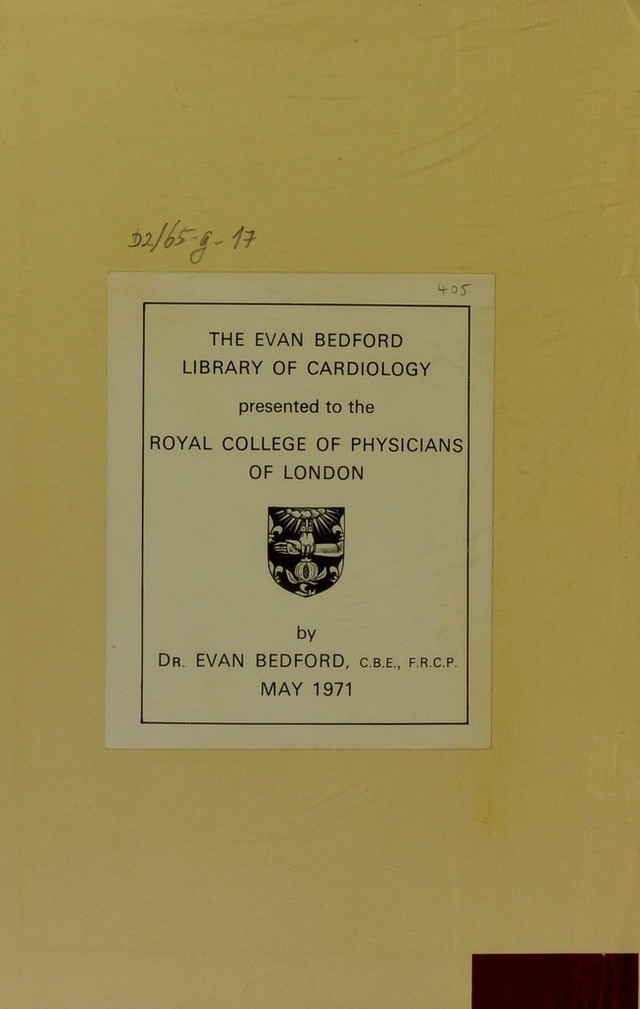 D2/65-g-17
405
THE EVAN BEDFORD
LIBRARY OF CARDIOLOGY
presented to the
ROYAL COLLEGE OF PHYSICIANS
OF LONDON
by
DR. EVAN BEDFORD, C.B.E., F.R.C.P.
MAY 1971